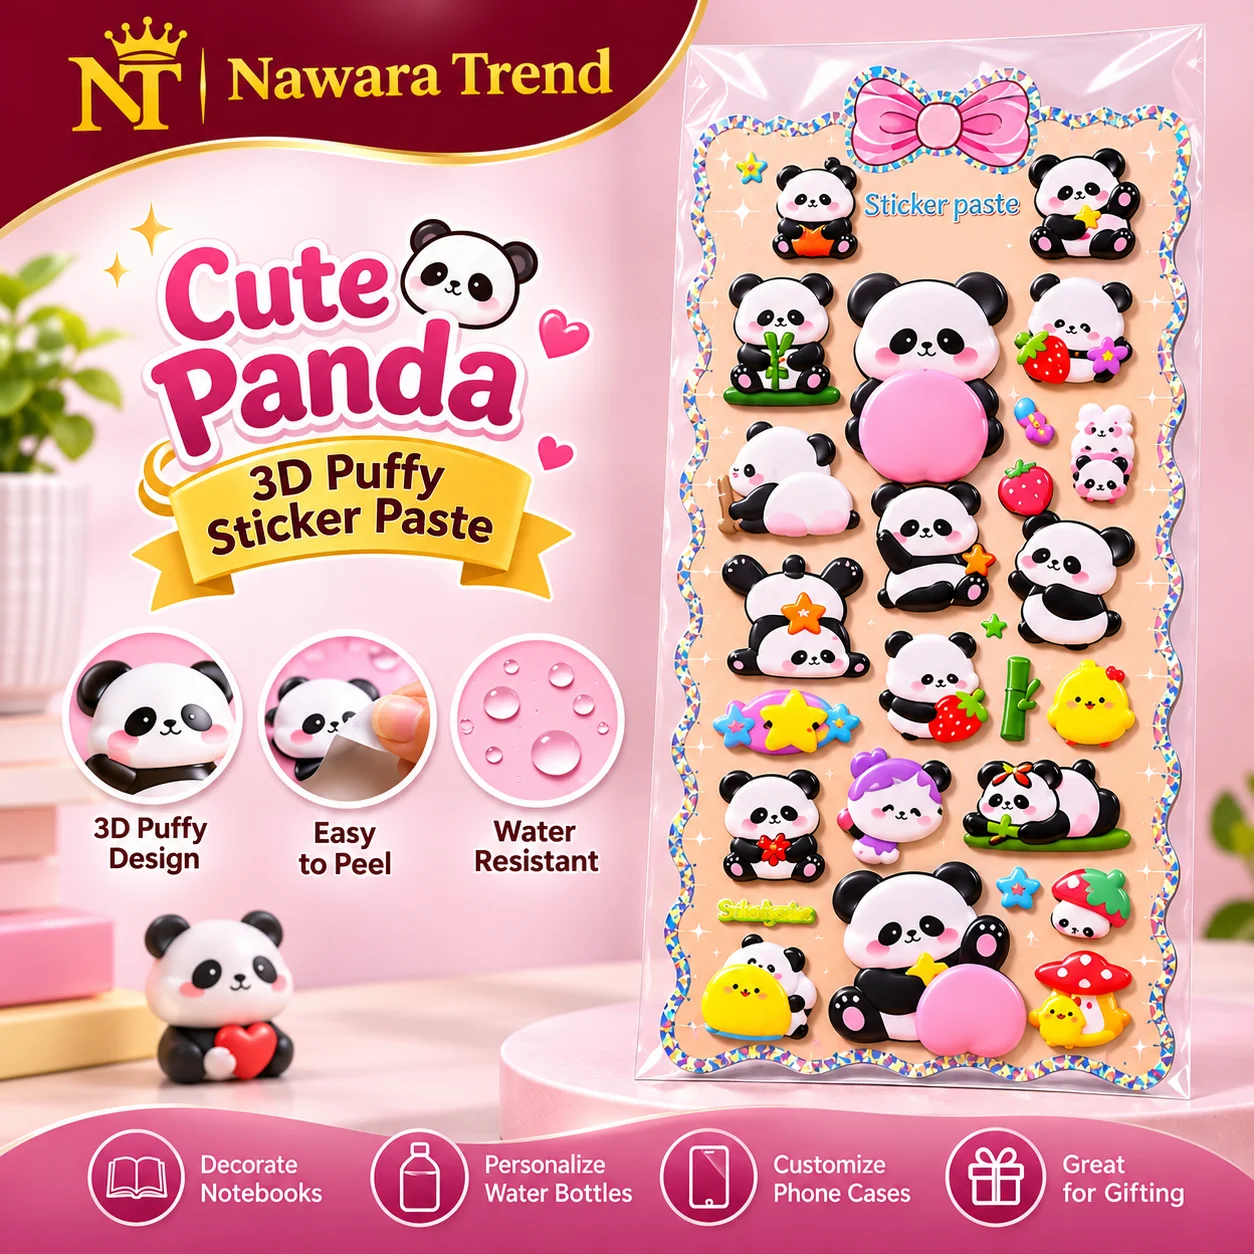 NT | Nawara Trend
Cute
Panda
3D Puffy
Sticker Paste
Sticker paste
3D Puffy
Design
Easy
to Peel
Water
Resistant
Decorate
Notebooks
Personalize
Water Bottles
Customize
Phone Cases
Great
for Gifting